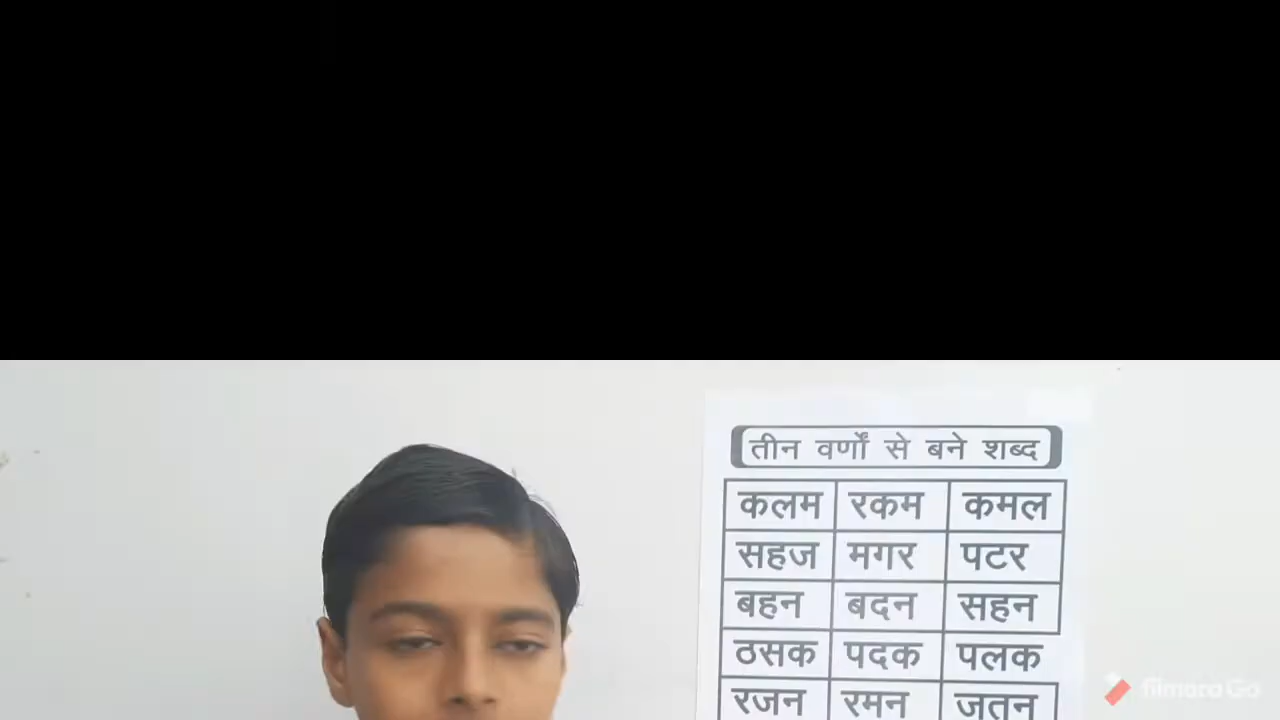 तीन वर्णों से बने शब्द
कलम रकम कमल
सहज मगर पटर
बहन बदन सहन
ठसक पदक पलक
रजन रमन जतन
filmora Go